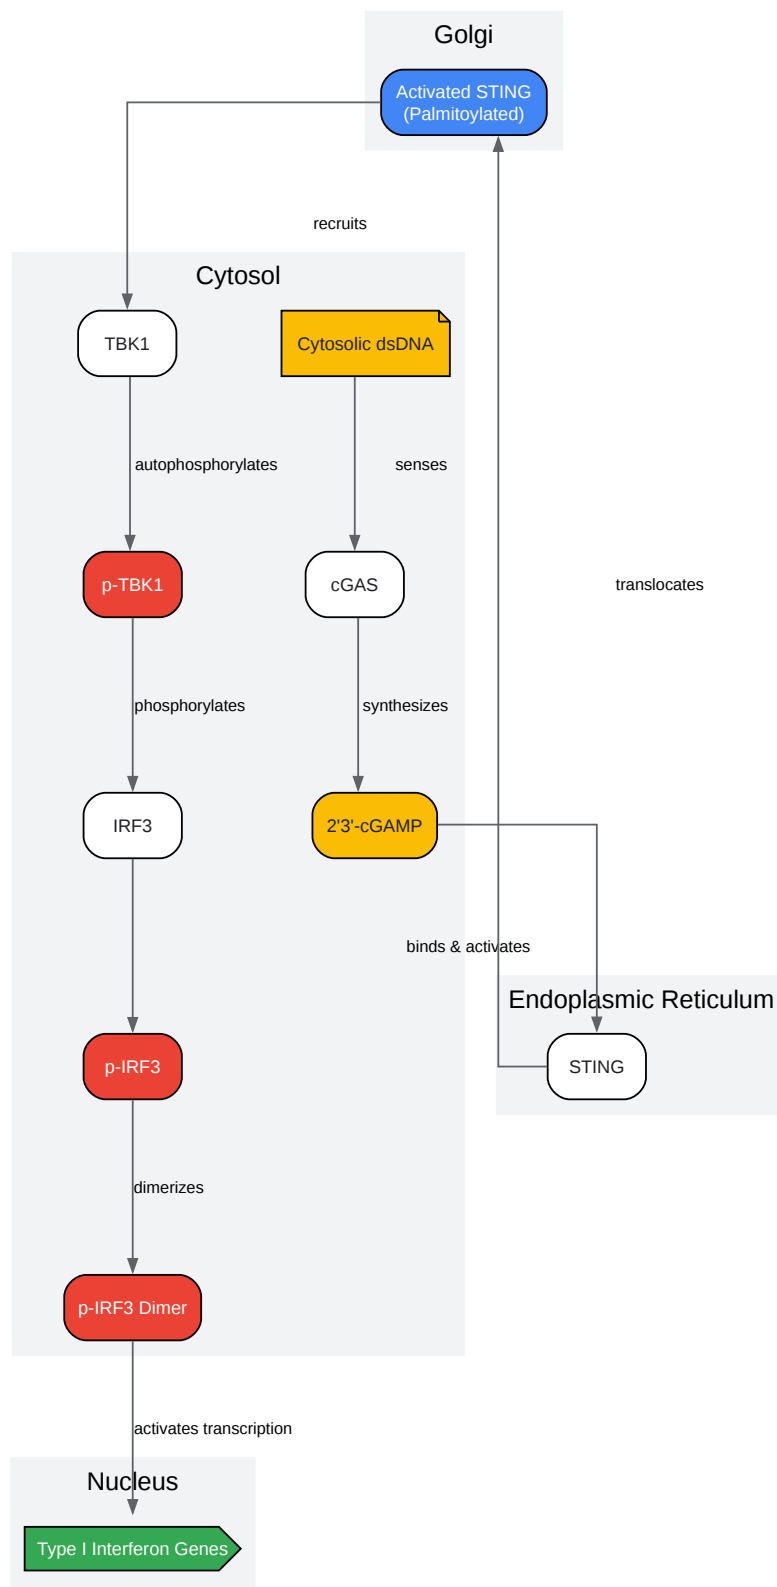 Golgi
Activated STING
(Palmitoylated)
recruits
Cytosol
TBK1
Cytosolic dsDNA
autophosphorylates
senses
p-TBK1
cGAS
translocates
phosphorylates
synthesizes
IRF3
2'3'-cGAMP
binds & activates
Endoplasmic Reticulum
p-IRF3
STING
dimerizes
p-IRF3 Dimer
activates transcription
Nucleus
Type I Interferon Genes